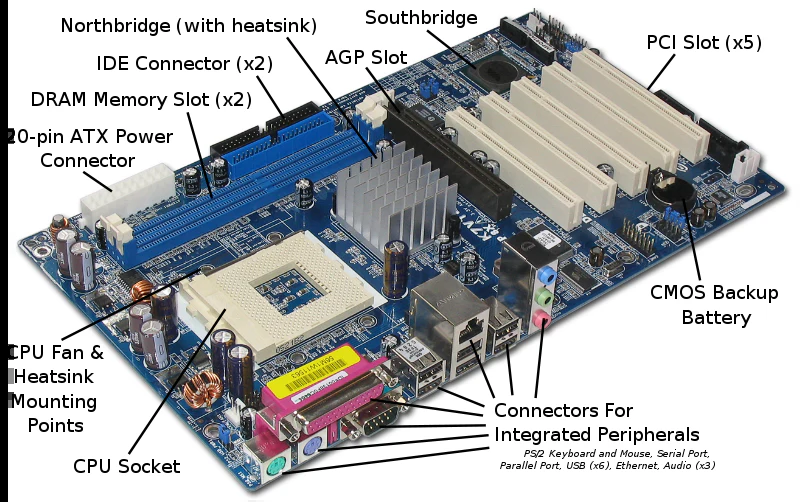 Southbridge
Northbridge (with heatsink)
PCI Slot (x5)
AGP Slot
IDE Connector (x2)
DRAM Memory Slot (x2)
20-pin ATX Power
Connector
CMOS Backup
Battery
CPU Fan &
Heatsink
Mounting
Points
CPU Socket
Connectors For
Integrated Peripherals
PS/2 Keyboard and Mouse, Serial Port,
Parallel Port, USB (x6), Ethernet, Audio (x3)